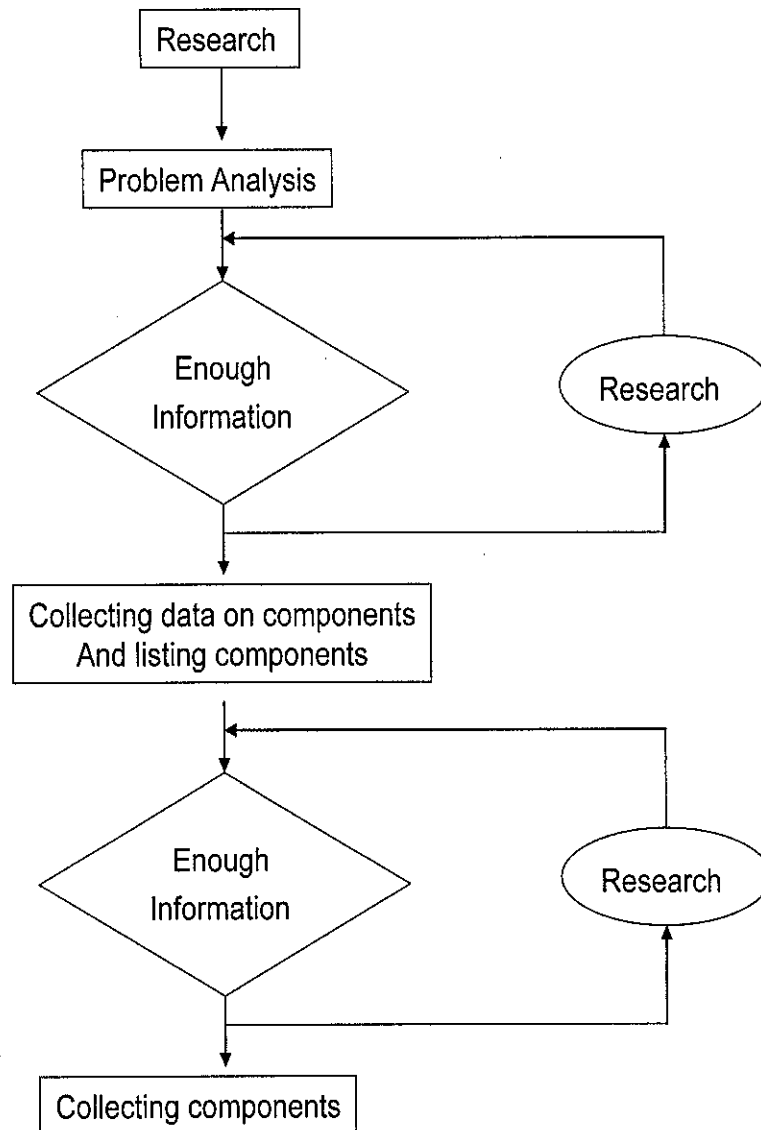 Research
Problem Analysis
Enough
Information
Research
Collecting data on components
And listing components
Enough
Information
Research
Collecting components